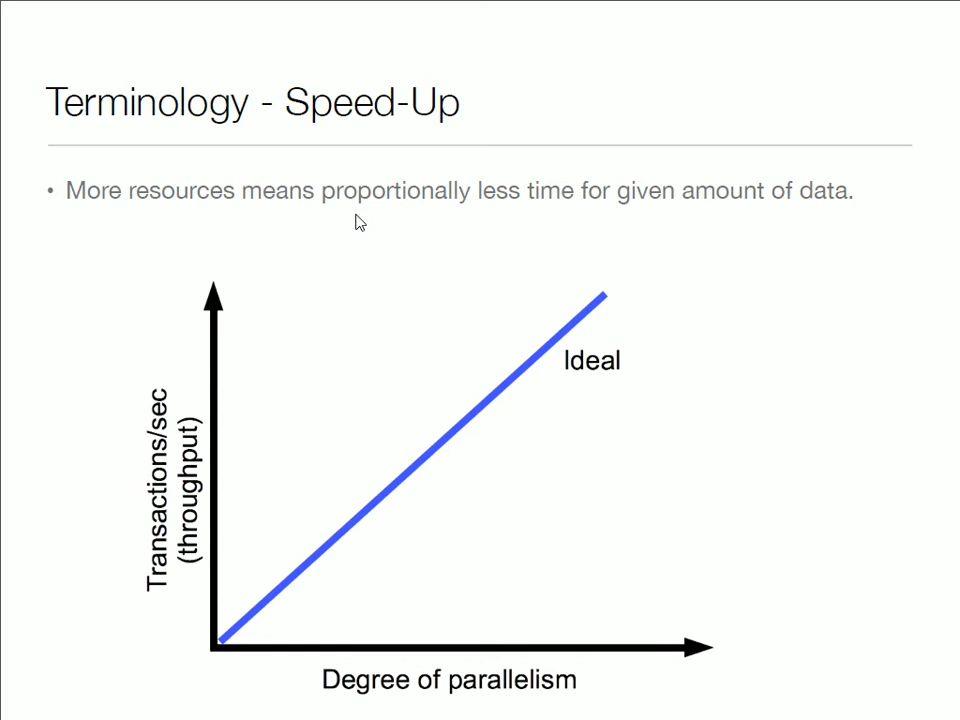 Terminology - Speed-Up
• More resources means proportionally less time for given amount of data.
Ideal
Transactions/sec
(throughput)
Degree of parallelism